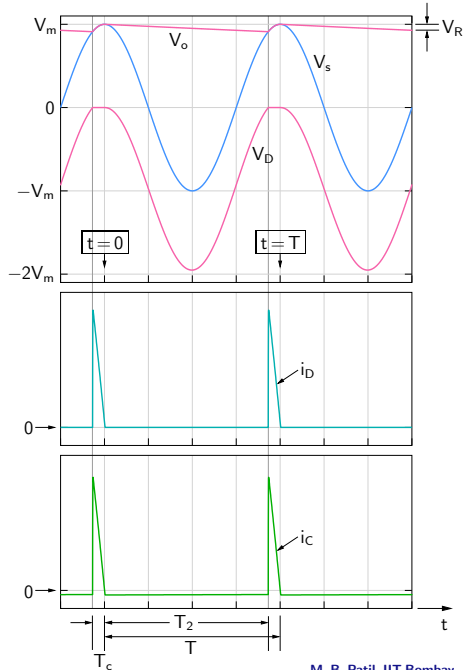 V_m
V_R
V_o
V_s
0
V_D
−V_m
t = 0
t = T
−2V_m
i_D
0
i_C
0
T_2
t
T
T_c
M. B. Patil, IIT Bombay